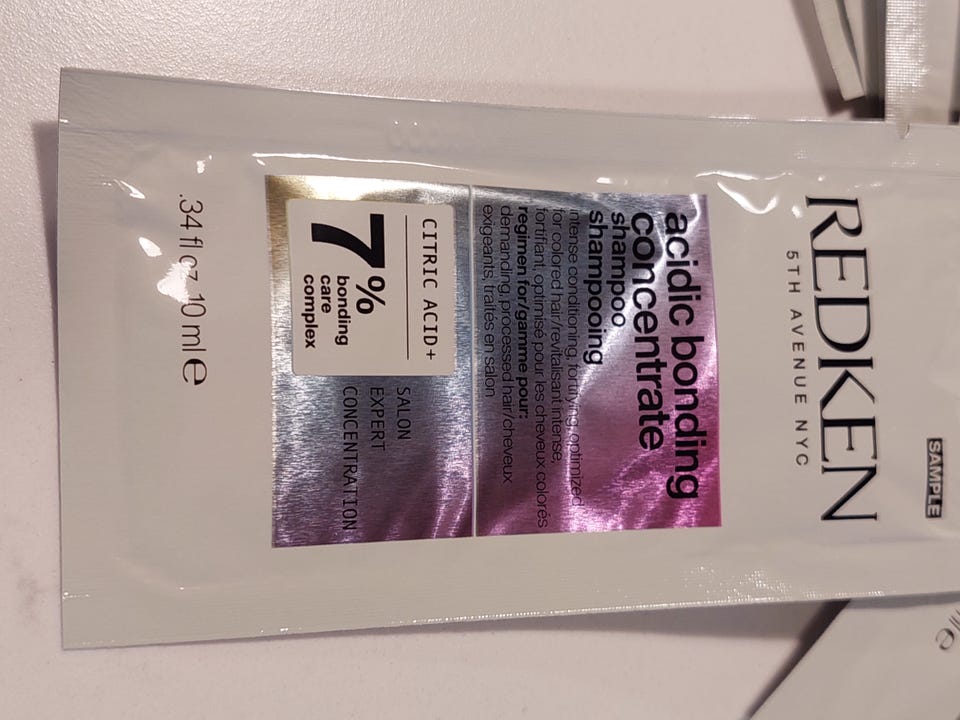 SAMPLE
REDKEN
5TH AVENUE NYC
acidic bonding
concentrate
shampoo
shampooing
intense conditioning, fortifying, optimized
for colored hair/revitalisant intense,
fortifiant, optimisé pour les cheveux colorés
regimen for/gamme pour:
demanding, processed hair/cheveux
exigeants, traités en salon
CITRIC ACID+
7%
bonding
care
complex
SALON
EXPERT
CONCENTRATION
.34 fl oz 10 ml e